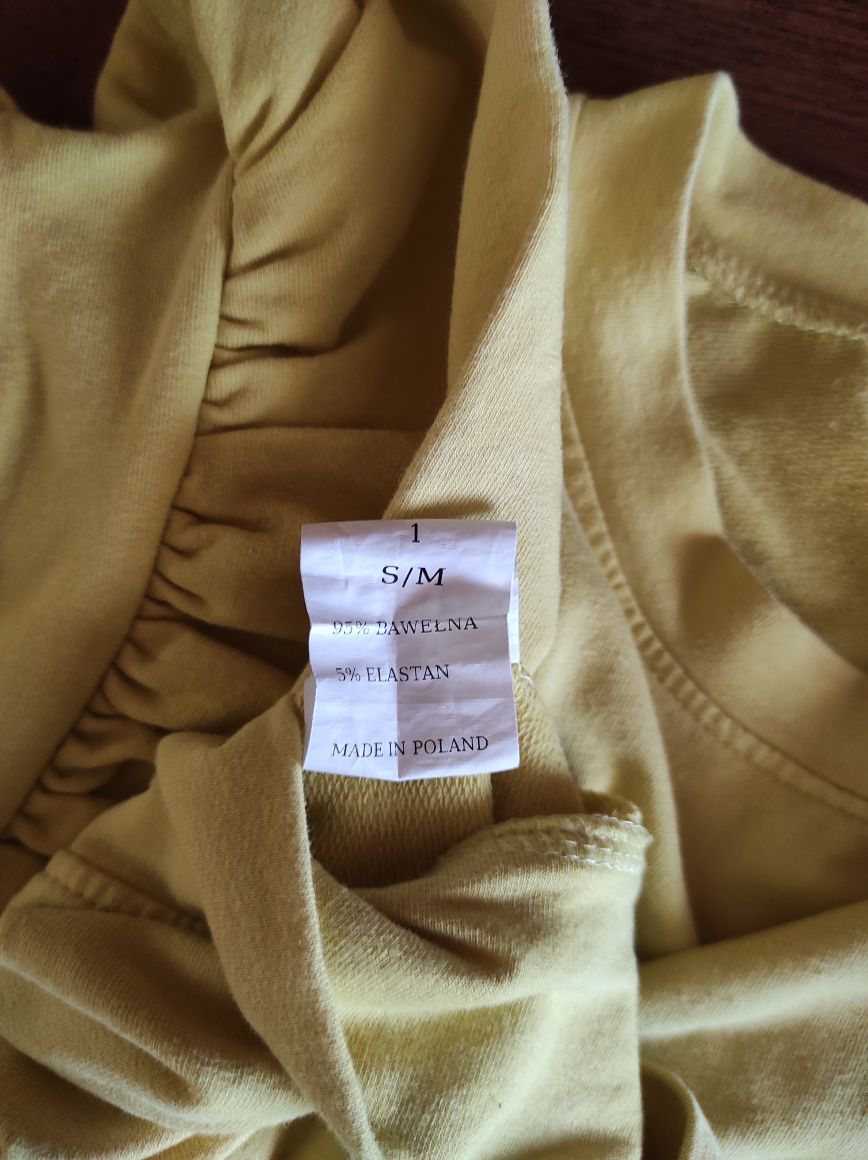 1
S/M
95% BAWEŁNA
5% ELASTAN
MADE IN POLAND